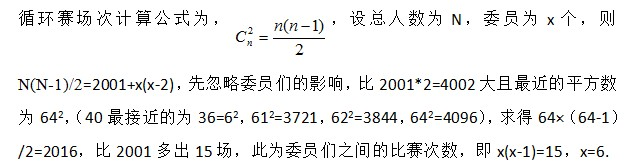 循环赛场次计算公式为，C_n^2 = n(n-1)/2，设总人数为 N，委员为 x 个，则
N(N-1)/2=2001+x(x-2)，先忽略委员们的影响，比 2001*2=4002 大且最近的平方数
为 64²，（40 最接近的为 36=6²，61²=3721，62²=3844，64²=4096），求得 64×（64-1）
/2=2016，比 2001 多出 15 场，此为委员们之间的比赛次数，即 x(x-1)=15，x=6.